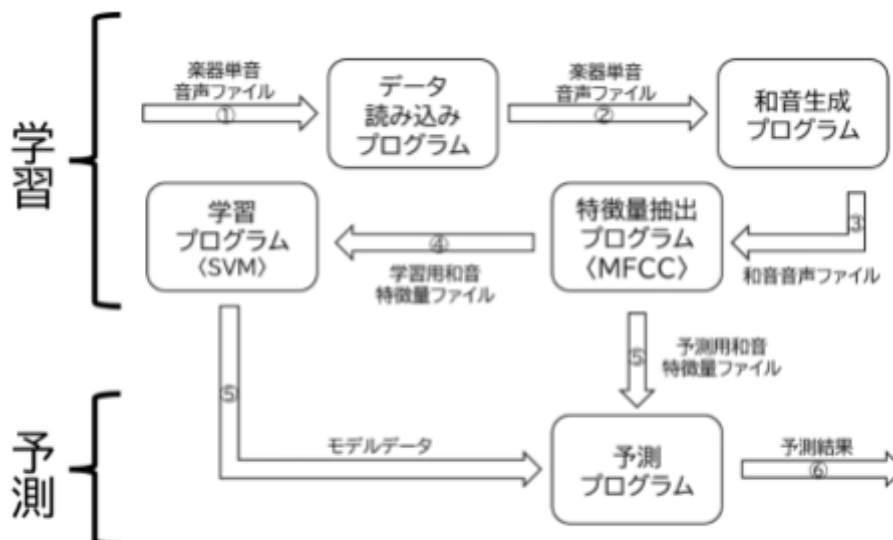 学習
楽器単音
音声ファイル
①
データ
読み込み
プログラム
楽器単音
音声ファイル
②
和音生成
プログラム
③
和音音声ファイル
特徴量抽出
プログラム
〈MFCC〉
④
学習用和音
特徴量ファイル
学習
プログラム
〈SVM〉
⑤
予測用和音
特徴量ファイル
予測
⑤
モデルデータ
予測
プログラム
予測結果
⑥